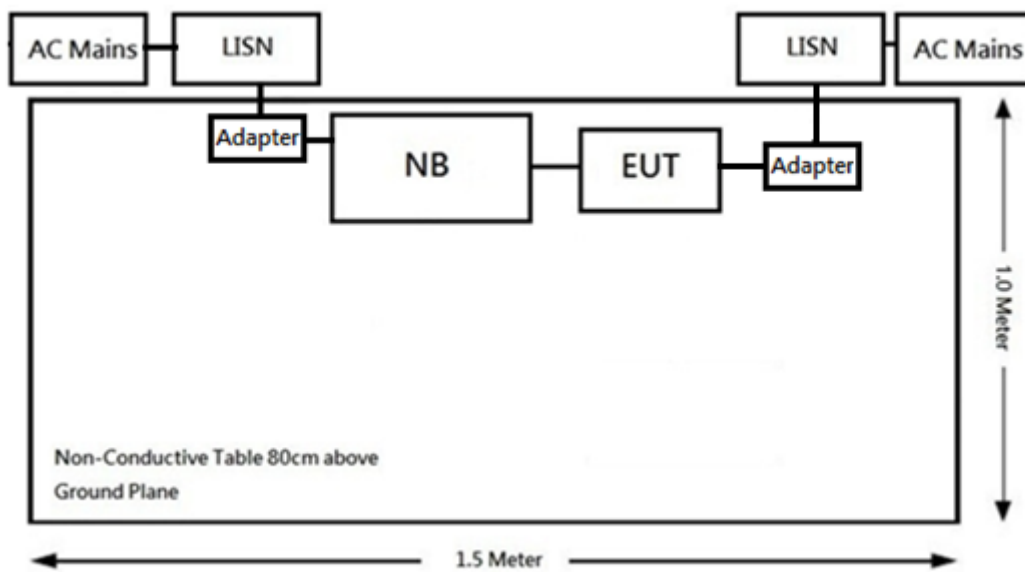 AC Mains
LISN
LISN
AC Mains
Adapter
NB
EUT
Adapter
1.0 Meter
Non-Conductive Table 80cm above
Ground Plane
1.5 Meter